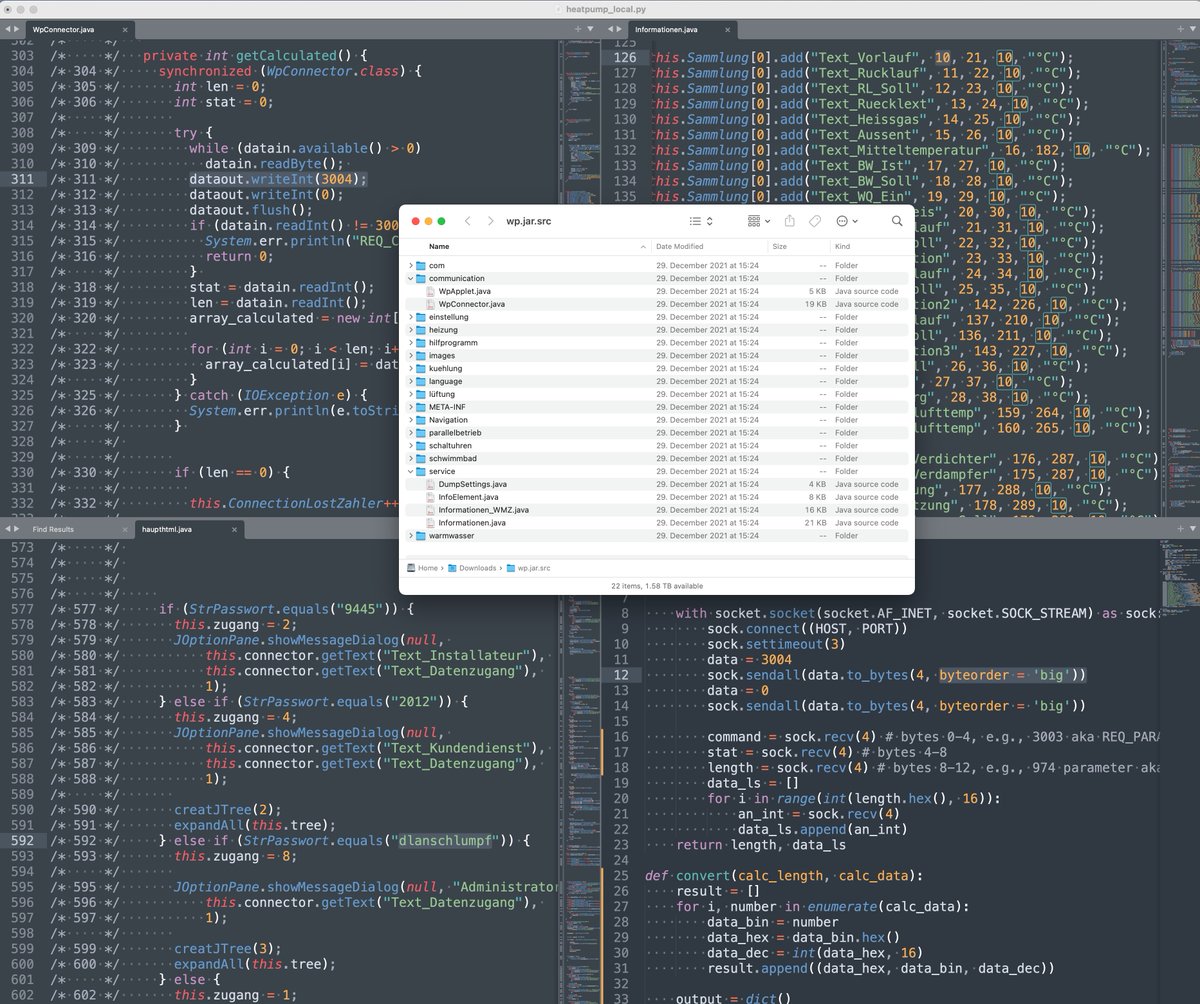 heatpump_local.py
WpConnector.java
303 /* · · · · · */ private int getCalculated() {
304 /* · 304 · */ synchronized (WpConnector.class) {
305 /* · 305 · */ int len = 0;
306 /* · 306 · */ int stat = 0;
307 /* · · · · · */
308 /* · · · · · */ try {
309 /* · 309 · */ while (datain.available() > 0)
310 /* · 310 · */ datain.readByte();
311 /* · 311 · */ dataout.writeInt(3004);
312 /* · 312 · */ dataout.writeInt(0);
313 /* · 313 · */ dataout.flush();
314 /* · 314 · */ if (datain.readInt() != 300
315 /* · 315 · */ System.err.println("REQ_C
316 /* · 316 · */ return 0;
317 /* · · · · · */ }
318 /* · 318 · */ stat = datain.readInt();
319 /* · 319 · */ len = datain.readInt();
320 /* · 320 · */ array_calculated = new int[
321 /* · · · · · */
322 /* · 322 · */ for (int i = 0; i < len; i+
323 /* · 323 · */ array_calculated[i] = dat
324 /* · · · · · */ }
325 /* · 325 · */ } catch (IOException e) {
326 /* · 326 · */ System.err.println(e.toStri
327 /* · · · · · */ }
328 /* · · · · · */
329 /* · · · · · */
330 /* · 330 · */ if (len == 0) {
331 /* · · · · · */
332 /* · 332 · */ this.ConnectionLostZahler++
Informationen.java
125
126 this.Sammlung[0].add("Text_Vorlauf", 10, 21, 10, "°C");
127 this.Sammlung[0].add("Text_Rucklauf", 11, 22, 10, "°C");
128 this.Sammlung[0].add("Text_RL_Soll", 12, 23, 10, "°C");
129 this.Sammlung[0].add("Text_Ruecklext", 13, 24, 10, "°C");
130 this.Sammlung[0].add("Text_Heissgas", 14, 25, 10, "°C");
131 this.Sammlung[0].add("Text_Aussent", 15, 26, 10, "°C");
132 this.Sammlung[0].add("Text_Mitteltemperatur", 16, 182, 10, "°C");
133 this.Sammlung[0].add("Text_BW_Ist", 17, 27, 10, "°C");
134 this.Sammlung[0].add("Text_BW_Soll", 18, 28, 10, "°C");
135 this.Sammlung[0].add("Text_WQ_Ein", 19, 29, 10, "°C");
eis", 20, 30, 10, "°C");
lauf", 21, 31, 10, "°C");
oll", 22, 32, 10, "°C");
tion", 23, 33, 10, "°C");
lauf", 24, 34, 10, "°C");
oll", 25, 35, 10, "°C");
tion2", 142, 226, 10, "°C");
lauf", 137, 210, 10, "°C");
oll", 136, 211, 10, "°C");
tion3", 143, 227, 10, "°C");
ll", 26, 36, 10, "°C");
, 27, 37, 10, "°C");
rg", 28, 38, 10, "°C");
lufttemp", 159, 264, 10, "°C");
lufttemp", 160, 265, 10, "°C");
Verdichter", 176, 287, 10, "°C")
Verdampfer", 175, 287, 10, "°C")
ung", 177, 288, 10, "°C");
tzung", 178, 289, 10, "°C");
wp.jar.src
Name Date Modified Size Kind
com 29. December 2021 at 15:24 -- Folder
communication 29. December 2021 at 15:24 -- Folder
WpApplet.java 29. December 2021 at 15:24 5 KB Java source code
WpConnector.java 29. December 2021 at 15:24 19 KB Java source code
einstellung 29. December 2021 at 15:24 -- Folder
heizung 29. December 2021 at 15:24 -- Folder
hilfprogramm 29. December 2021 at 15:24 -- Folder
images 29. December 2021 at 15:24 -- Folder
kuehlung 29. December 2021 at 15:24 -- Folder
language 29. December 2021 at 15:24 -- Folder
lüftung 29. December 2021 at 15:24 -- Folder
META-INF 29. December 2021 at 15:24 -- Folder
Navigation 29. December 2021 at 15:24 -- Folder
parallelbetrieb 29. December 2021 at 15:24 -- Folder
schaltuhren 29. December 2021 at 15:24 -- Folder
schwimmbad 29. December 2021 at 15:24 -- Folder
service 29. December 2021 at 15:24 -- Folder
DumpSettings.java 29. December 2021 at 15:24 4 KB Java source code
InfoElement.java 29. December 2021 at 15:24 8 KB Java source code
Informationen_WMZ.java 29. December 2021 at 15:24 16 KB Java source code
Informationen.java 29. December 2021 at 15:24 21 KB Java source code
warmwasser 29. December 2021 at 15:24 -- Folder
Home › Downloads › wp.jar.src
22 items, 1.58 TB available
Find Results haupthtml.java
573 /* · · · · · */
574 /* · · · · · */
575 /* · · · · · */
576 /* · · · · · */
577 /* · 577 · */ if (StrPasswort.equals("9445")) {
578 /* · 578 · */ this.zugang = 2;
579 /* · 579 · */ JOptionPane.showMessageDialog(null,
580 /* · 580 · */ this.connector.getText("Text_Installateur"),
581 /* · 581 · */ this.connector.getText("Text_Datenzugang"),
582 /* · 582 · */ 1);
583 /* · 583 · */ } else if (StrPasswort.equals("2012")) {
584 /* · 584 · */ this.zugang = 4;
585 /* · 585 · */ JOptionPane.showMessageDialog(null,
586 /* · 586 · */ this.connector.getText("Text_Kundendienst"),
587 /* · 587 · */ this.connector.getText("Text_Datenzugang"),
588 /* · 588 · */ 1);
589 /* · · · · · */
590 /* · 590 · */ creatJTree(2);
591 /* · 591 · */ expandAll(this.tree);
592 /* · 592 · */ } else if (StrPasswort.equals("dlanschlumpf")) {
593 /* · 593 · */ this.zugang = 8;
594 /* · · · · · */
595 /* · 595 · */ JOptionPane.showMessageDialog(null, "Administrator
596 /* · 596 · */ this.connector.getText("Text_Datenzugang"),
597 /* · 597 · */ 1);
598 /* · · · · · */
599 /* · 599 · */ creatJTree(3);
600 /* · 600 · */ expandAll(this.tree);
601 /* · · · · · */ } else {
602 /* · 602 · */ this.zugang = 1;
7
8 with socket.socket(socket.AF_INET, socket.SOCK_STREAM) as sock:
9 sock.connect((HOST, PORT))
10 sock.settimeout(3)
11 data = 3004
12 sock.sendall(data.to_bytes(4, byteorder = 'big'))
13 data = 0
14 sock.sendall(data.to_bytes(4, byteorder = 'big'))
15
16 command = sock.recv(4) # bytes 0-4, e.g., 3003 aka REQ_PARA
17 stat = sock.recv(4) # bytes 4-8
18 length = sock.recv(4) # bytes 8-12, e.g., 974 parameter aka
19 data_ls = []
20 for i in range(int(length.hex(), 16)):
21 an_int = sock.recv(4)
22 data_ls.append(an_int)
23 return length, data_ls
24
25 def convert(calc_length, calc_data):
26 result = []
27 for i, number in enumerate(calc_data):
28 data_bin = number
29 data_hex = data_bin.hex()
30 data_dec = int(data_hex, 16)
31 result.append((data_hex, data_bin, data_dec))
32
33 output = dict()